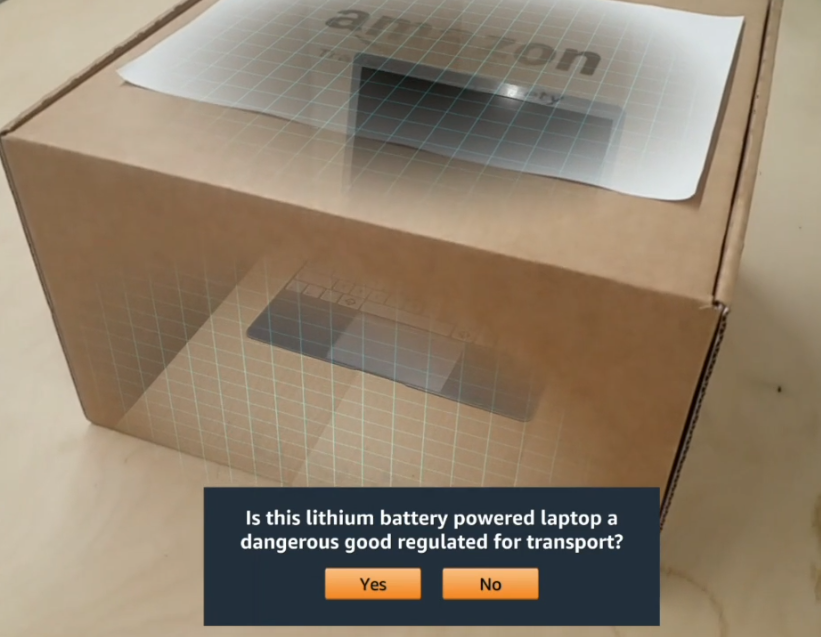 amazon
Is this lithium battery powered laptop a
dangerous good regulated for transport?
Yes
No